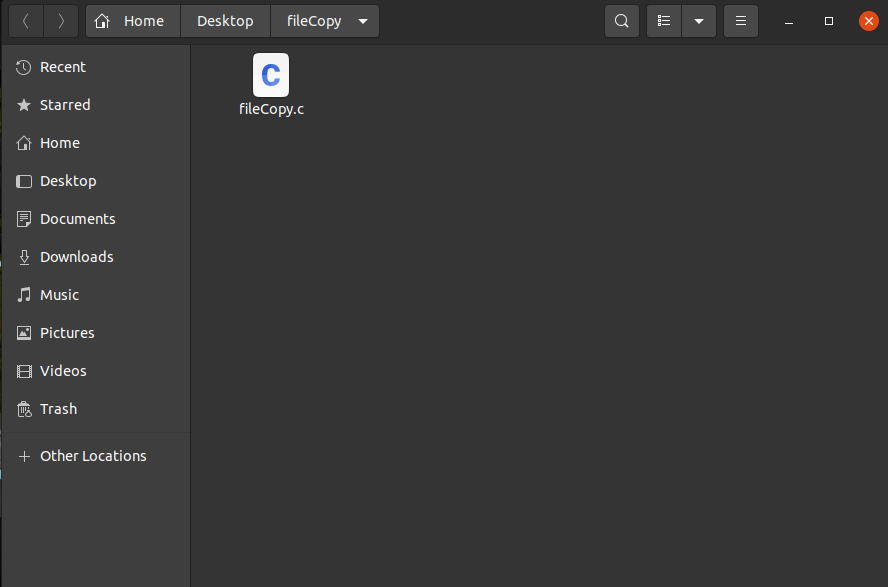 Home Desktop fileCopy
Recent
Starred
Home
Desktop
Documents
Downloads
Music
Pictures
Videos
Trash
Other Locations
C
fileCopy.c